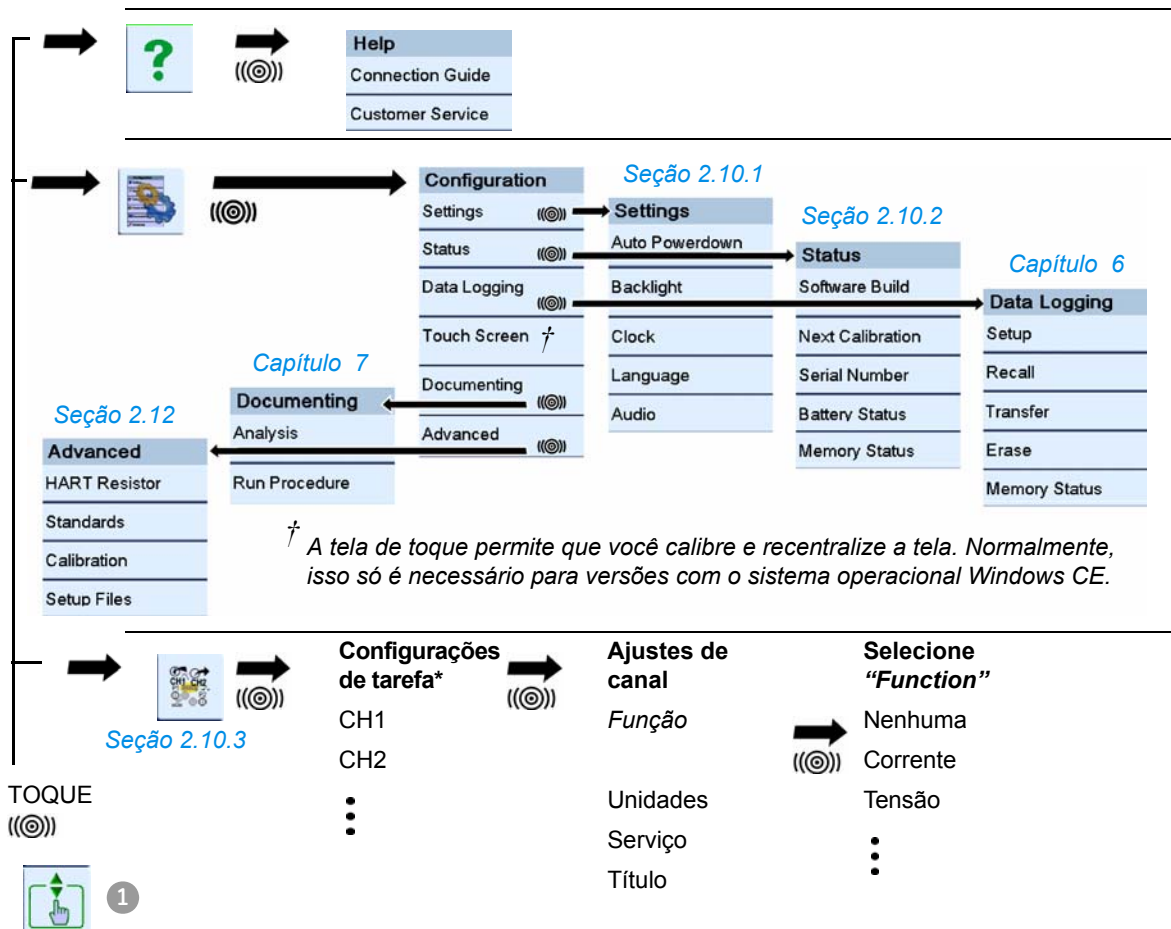 ?
Help
Connection Guide
Customer Service
Configuration
Settings
Status
Data Logging
Touch Screen †
Documenting
Advanced
Seção 2.10.1
Settings
Auto Powerdown
Backlight
Clock
Language
Audio
Seção 2.10.2
Status
Software Build
Next Calibration
Serial Number
Battery Status
Memory Status
Capítulo 6
Data Logging
Setup
Recall
Transfer
Erase
Memory Status
Capítulo 7
Documenting
Analysis
Run Procedure
Seção 2.12
Advanced
HART Resistor
Standards
Calibration
Setup Files
† A tela de toque permite que você calibre e recentralize a tela. Normalmente,
isso só é necessário para versões com o sistema operacional Windows CE.
CH1 CH2
Seção 2.10.3
Configurações
de tarefa*
CH1
CH2
Ajustes de
canal
Função
Unidades
Serviço
Título
Selecione
“Function”
Nenhuma
Corrente
Tensão
TOQUE
1